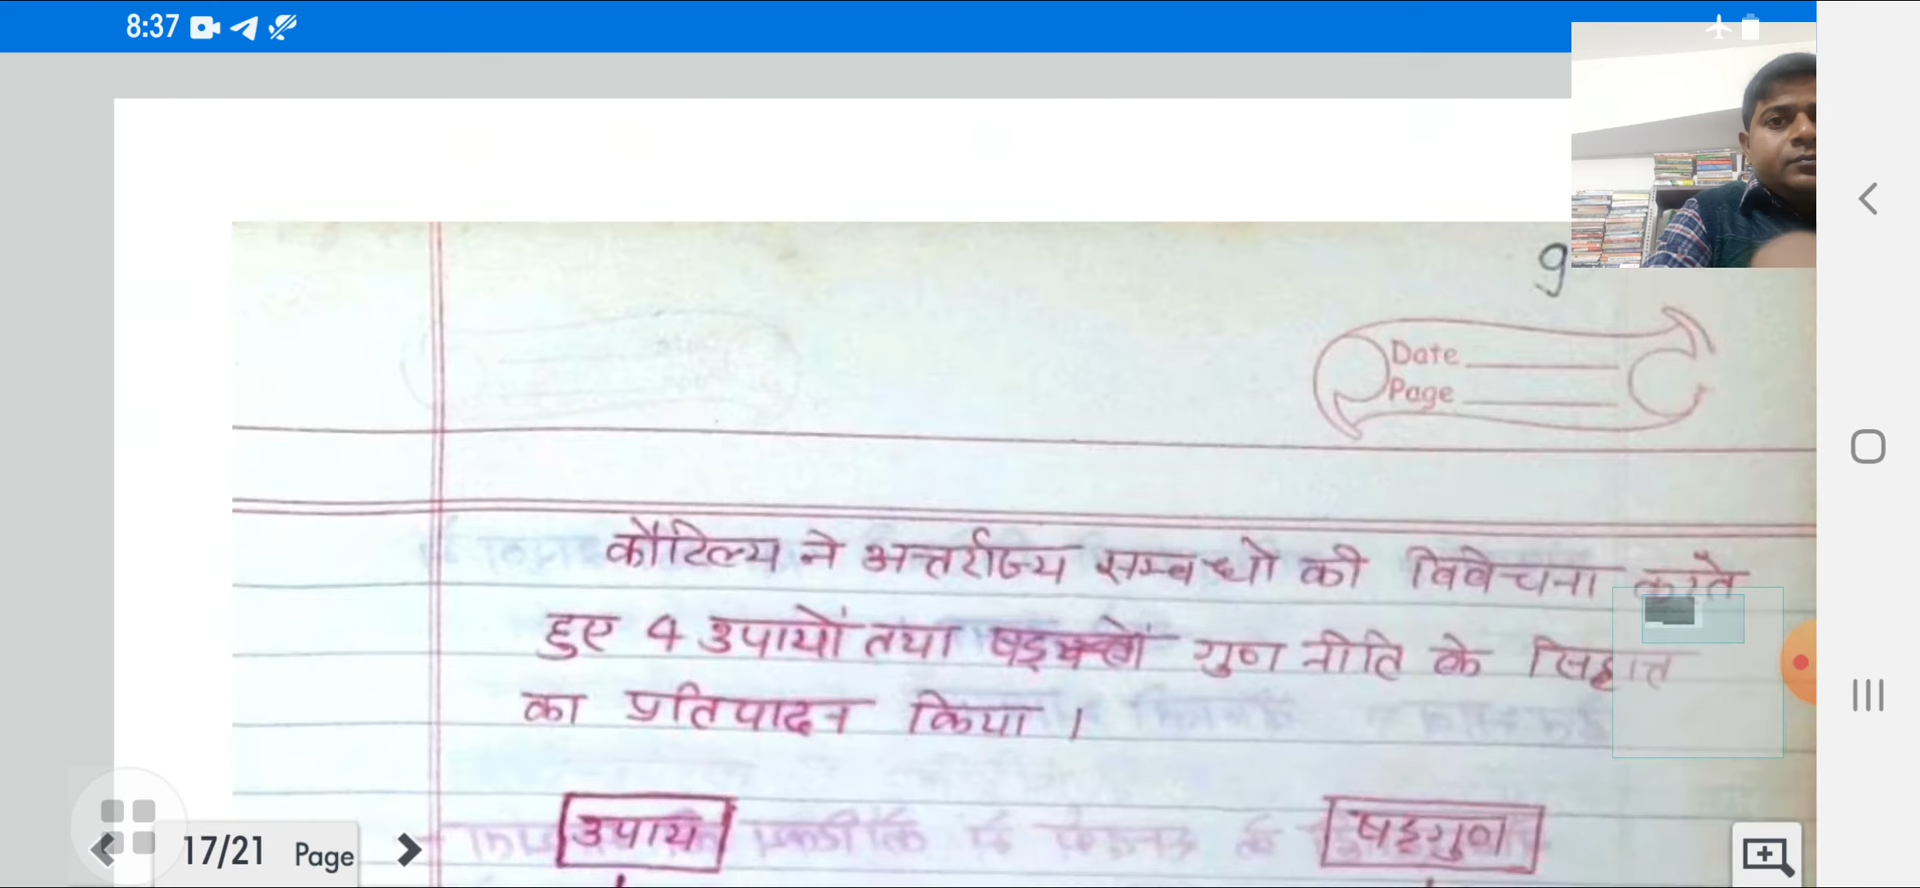 8:37
9
Date
Page
कौटिल्य ने अन्तर्राज्य सम्बन्धो की विवेचना करते
हुए 4 उपायों तथा गुण नीति के सिद्धान्त
का प्रतिपादन किया ।
उपाय षड्गुण
17/21 Page